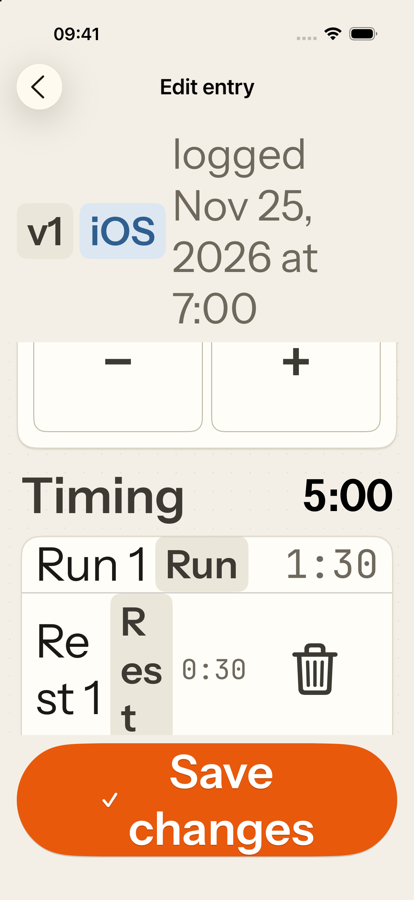 09:41
Edit entry
v1 iOS logged
Nov 25,
2026 at
7:00
− +
Timing 5:00
Run 1 Run 1:30
Re
st 1
R
es
t
0:30
Save
changes